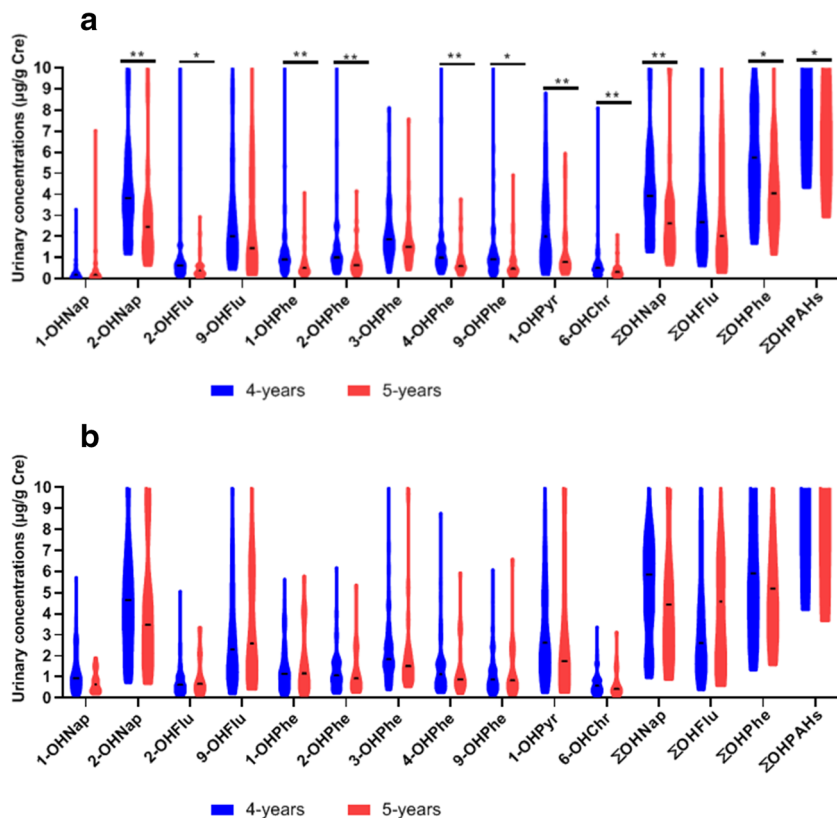 a
** * ** ** ** * ** ** ** * *
Urinary concentrations (µg/g Cre)
10
9
8
7
6
5
4
3
2
1
0
1-OHNap 2-OHNap 2-OHFlu 9-OHFlu 1-OHPhe 2-OHPhe 3-OHPhe 4-OHPhe 9-OHPhe 1-OHPyr 6-OHChr ΣOHNap ΣOHFlu ΣOHPhe ΣOHPAHs
4-years 5-years
b
Urinary concentrations (µg/g Cre)
10
9
8
7
6
5
4
3
2
1
0
1-OHNap 2-OHNap 2-OHFlu 9-OHFlu 1-OHPhe 2-OHPhe 3-OHPhe 4-OHPhe 9-OHPhe 1-OHPyr 6-OHChr ΣOHNap ΣOHFlu ΣOHPhe ΣOHPAHs
4-years 5-years